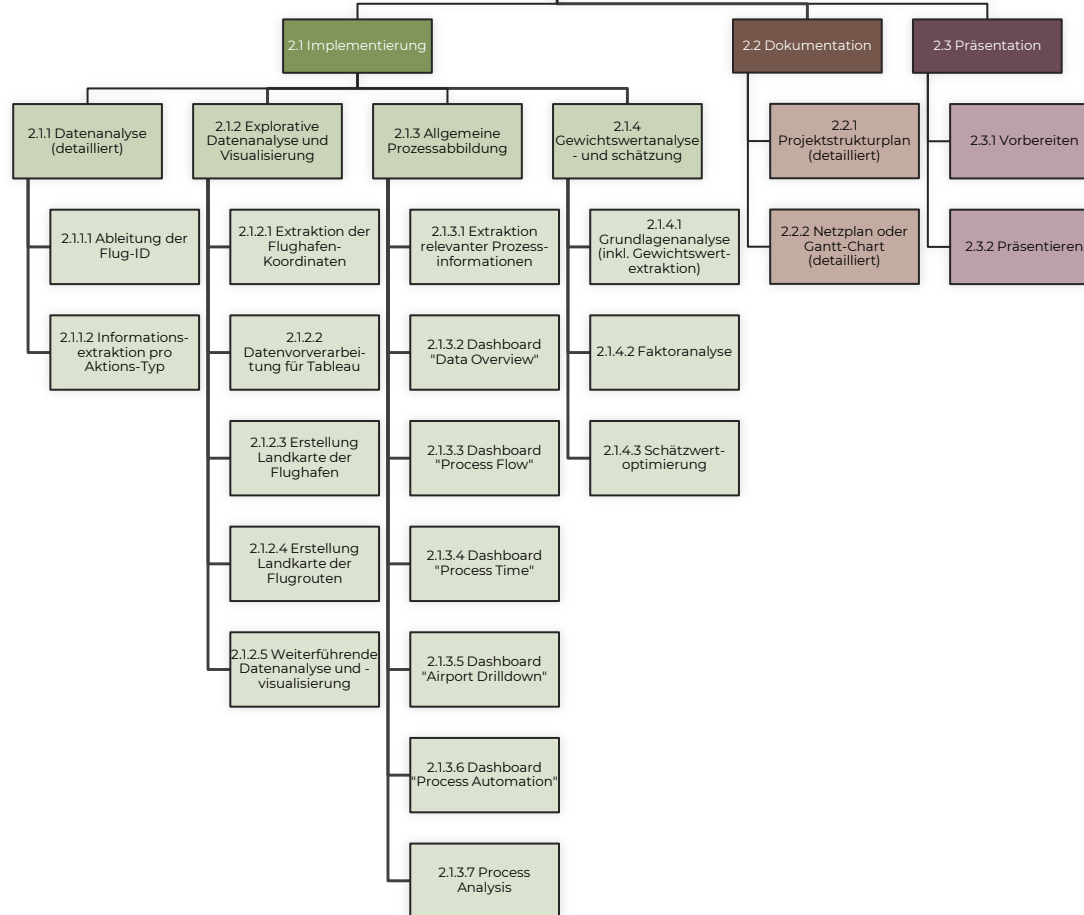 2.1 Implementierung
2.2 Dokumentation
2.3 Präsentation
2.1.1 Datenanalyse
(detailliert)
2.1.2 Explorative
Datenanalyse und
Visualisierung
2.1.3 Allgemeine
Prozessabbildung
2.1.4
Gewichtswertanalyse
- und schätzung
2.2.1
Projektstrukturplan
(detailliert)
2.3.1 Vorbereiten
2.1.1.1 Ableitung der
Flug-ID
2.1.2.1 Extraktion der
Flughafen-
Koordinaten
2.1.3.1 Extraktion
relevanter Prozess-
informationen
2.1.4.1
Grundlagenanalyse
(inkl. Gewichtswert-
extraktion)
2.2.2 Netzplan oder
Gantt-Chart
(detailliert)
2.3.2 Präsentieren
2.1.1.2 Informations-
extraktion pro
Aktions-Typ
2.1.2.2
Datenvorverarbei-
tung für Tableau
2.1.3.2 Dashboard
"Data Overview"
2.1.4.2 Faktoranalyse
2.1.2.3 Erstellung
Landkarte der
Flughafen
2.1.3.3 Dashboard
"Process Flow"
2.1.4.3 Schätzwert-
optimierung
2.1.2.4 Erstellung
Landkarte der
Flugrouten
2.1.3.4 Dashboard
"Process Time"
2.1.2.5 Weiterführende
Datenanalyse und -
visualisierung
2.1.3.5 Dashboard
"Airport Drilldown"
2.1.3.6 Dashboard
"Process Automation"
2.1.3.7 Process
Analysis